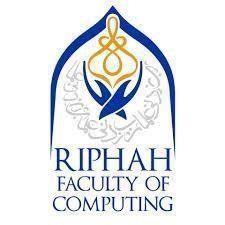 RIPHAH
FACULTY OF
COMPUTING